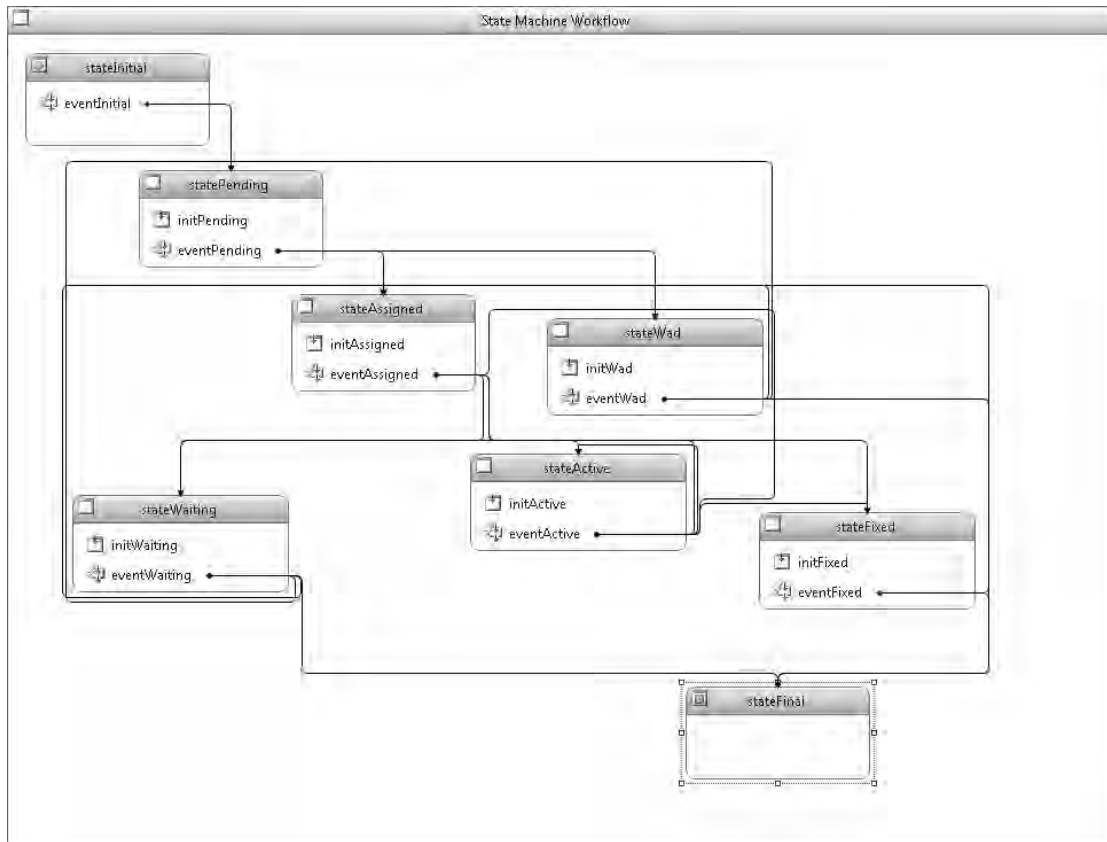 State Machine Workflow
stateInitial
eventInitial
statePending
initPending
eventPending
stateAssigned
initAssigned
eventAssigned
stateWad
initWad
eventWad
stateActive
initActive
eventActive
stateWaiting
initWaiting
eventWaiting
stateFixed
initFixed
eventFixed
stateFinal